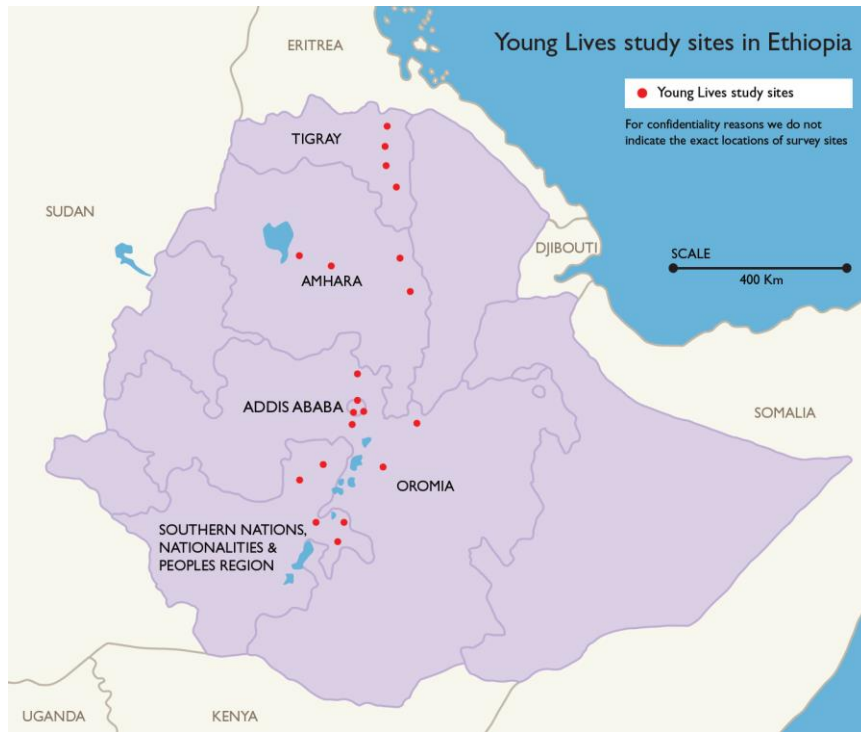 Young Lives study sites in Ethiopia
Young Lives study sites
For confidentiality reasons we do not
indicate the exact locations of survey sites
ERITREA
TIGRAY
SUDAN
DJIBOUTI
SCALE
400 Km
AMHARA
ADDIS ABABA
SOMALIA
OROMIA
SOUTHERN NATIONS,
NATIONALITIES &
PEOPLES REGION
UGANDA
KENYA